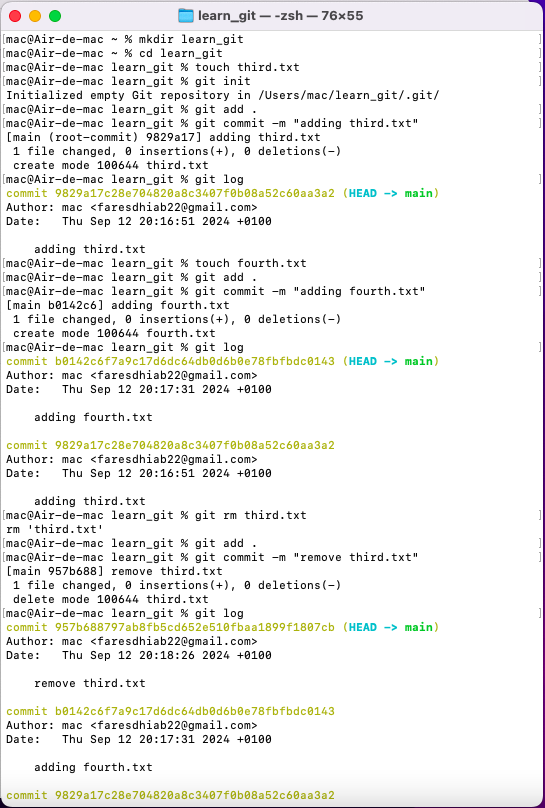 learn_git — -zsh — 76×55
[mac@Air-de-mac ~ % mkdir learn_git ]
[mac@Air-de-mac ~ % cd learn_git ]
[mac@Air-de-mac learn_git % touch third.txt ]
[mac@Air-de-mac learn_git % git init ]
Initialized empty Git repository in /Users/mac/learn_git/.git/
[mac@Air-de-mac learn_git % git add . ]
[mac@Air-de-mac learn_git % git commit -m "adding third.txt" ]
[main (root-commit) 9829a17] adding third.txt
 1 file changed, 0 insertions(+), 0 deletions(-)
 create mode 100644 third.txt
[mac@Air-de-mac learn_git % git log ]
commit 9829a17c28e704820a8c3407f0b08a52c60aa3a2 (HEAD -> main)
Author: mac <faresdhiab22@gmail.com>
Date:   Thu Sep 12 20:16:51 2024 +0100
    adding third.txt
[mac@Air-de-mac learn_git % touch fourth.txt ]
[mac@Air-de-mac learn_git % git add . ]
[mac@Air-de-mac learn_git % git commit -m "adding fourth.txt" ]
[main b0142c6] adding fourth.txt
 1 file changed, 0 insertions(+), 0 deletions(-)
 create mode 100644 fourth.txt
[mac@Air-de-mac learn_git % git log ]
commit b0142c6f7a9c17d6dc64db0d6b0e78fbfbdc0143 (HEAD -> main)
Author: mac <faresdhiab22@gmail.com>
Date:   Thu Sep 12 20:17:31 2024 +0100
    adding fourth.txt
commit 9829a17c28e704820a8c3407f0b08a52c60aa3a2
Author: mac <faresdhiab22@gmail.com>
Date:   Thu Sep 12 20:16:51 2024 +0100
    adding third.txt
[mac@Air-de-mac learn_git % git rm third.txt ]
rm 'third.txt'
[mac@Air-de-mac learn_git % git add . ]
[mac@Air-de-mac learn_git % git commit -m "remove third.txt" ]
[main 957b688] remove third.txt
 1 file changed, 0 insertions(+), 0 deletions(-)
 delete mode 100644 third.txt
[mac@Air-de-mac learn_git % git log ]
commit 957b688797ab8fb5cd652e510fbaa1899f1807cb (HEAD -> main)
Author: mac <faresdhiab22@gmail.com>
Date:   Thu Sep 12 20:18:26 2024 +0100
    remove third.txt
commit b0142c6f7a9c17d6dc64db0d6b0e78fbfbdc0143
Author: mac <faresdhiab22@gmail.com>
Date:   Thu Sep 12 20:17:31 2024 +0100
    adding fourth.txt
commit 9829a17c28e704820a8c3407f0b08a52c60aa3a2